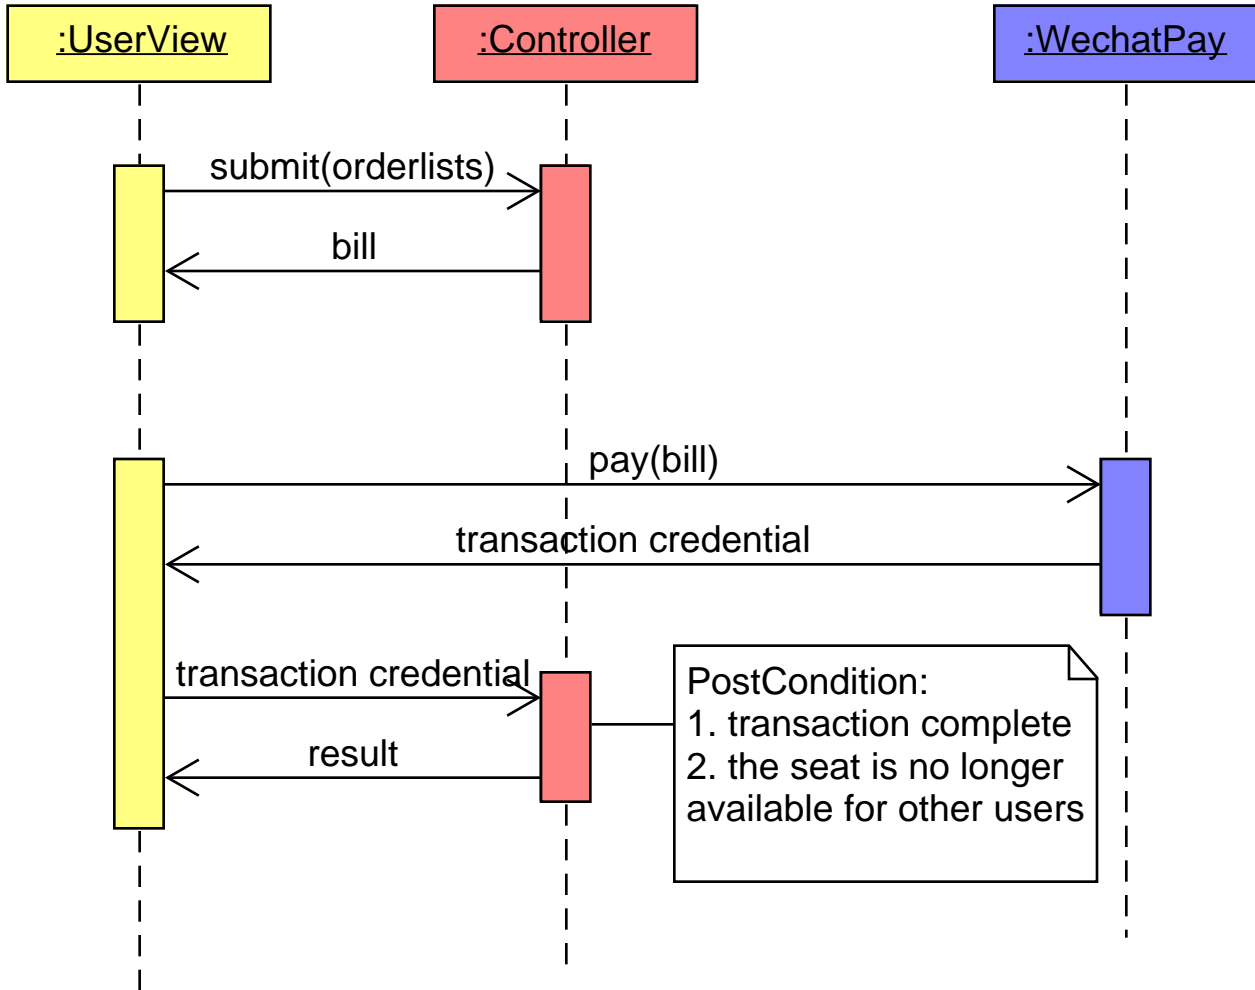 :UserView
:Controller
:WechatPay
submit(orderlists)
bill
pay(bill)
transaction credential
transaction credential
result
PostCondition:
1. transaction complete
2. the seat is no longer
available for other users